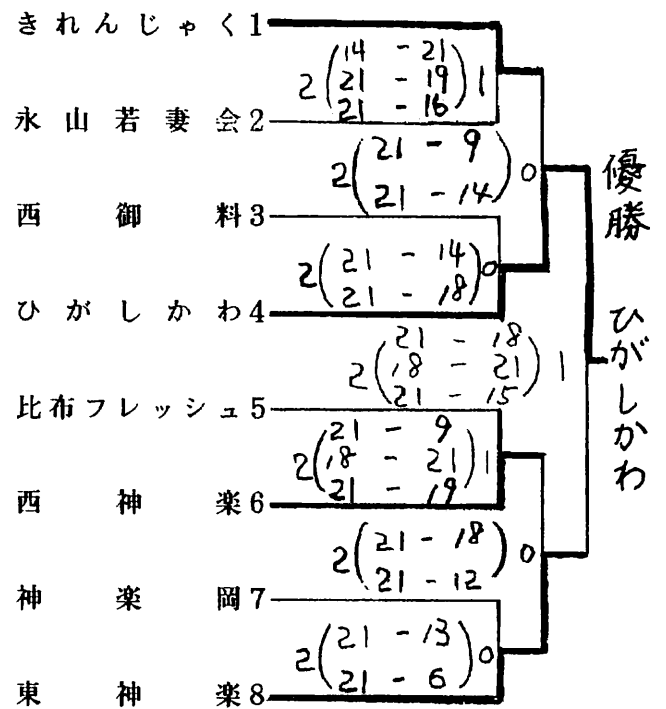 きれんじゃく 1
14 - 21
2 ( 21 - 19 ) 1
21 - 16
永山若妻会 2
21 - 9
2 ( ) 0
21 - 14
西御料 3
21 - 14
2 ( ) 0
21 - 18
ひがしかわ 4
21 - 18
2 ( 18 - 21 ) 1
21 - 15
比布フレッシュ 5
21 - 9
2 ( 18 - 21 ) 1
21 - 19
西神楽 6
21 - 18
2 ( ) 0
21 - 12
神楽岡 7
21 - 13
2 ( ) 0
21 - 6
東神楽 8
優勝 ひがしかわ